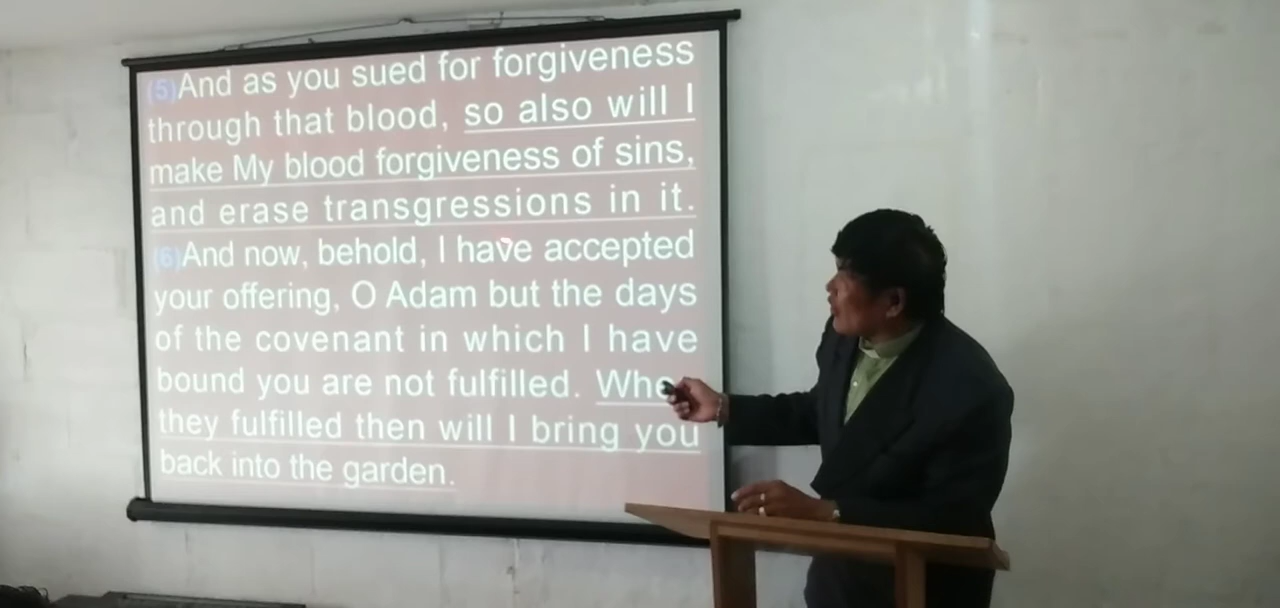 (5)And as you sued for forgiveness
through that blood, so also will I
make My blood forgiveness of sins,
and erase transgressions in it.
(6)And now, behold, I have accepted
your offering, O Adam but the days
of the covenant in which I have
bound you are not fulfilled. Whe
they fulfilled then will I bring you
back into the garden.